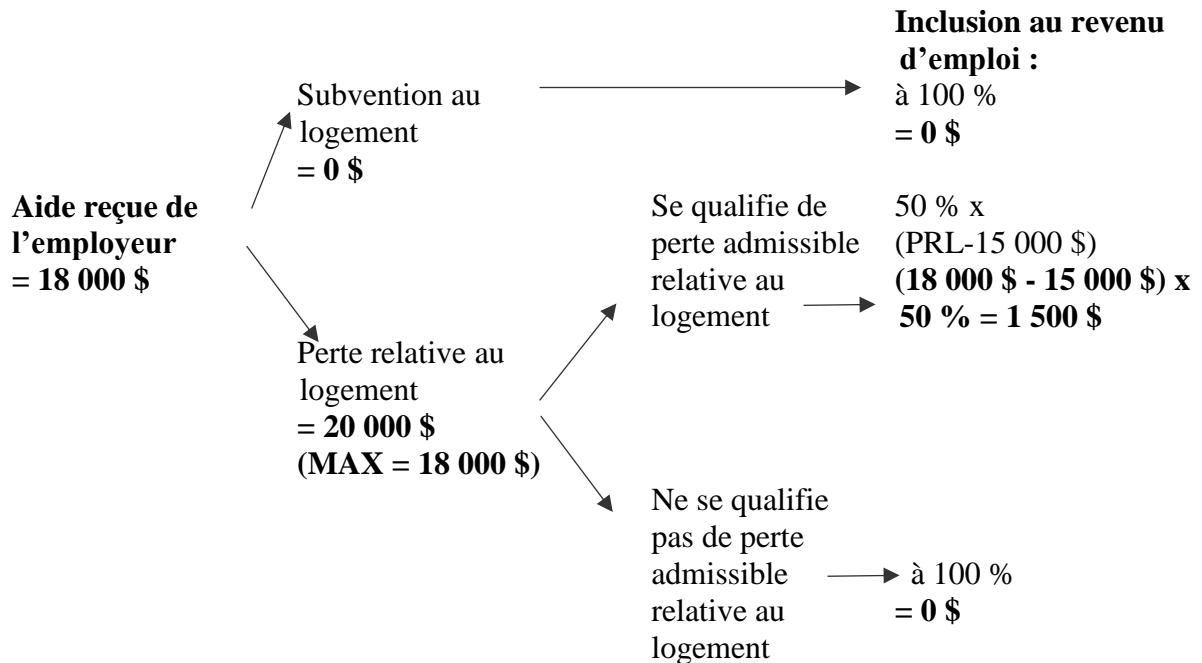 Inclusion au revenu
d’emploi :
à 100 %
= 0 $
Subvention au
logement
= 0 $
Aide reçue de
l’employeur
= 18 000 $
Se qualifie de
perte admissible
relative au
logement
50 % x
(PRL-15 000 $)
(18 000 $ - 15 000 $) x
50 % = 1 500 $
Perte relative au
logement
= 20 000 $
(MAX = 18 000 $)
Ne se qualifie
pas de perte
admissible
relative au
logement
à 100 %
= 0 $